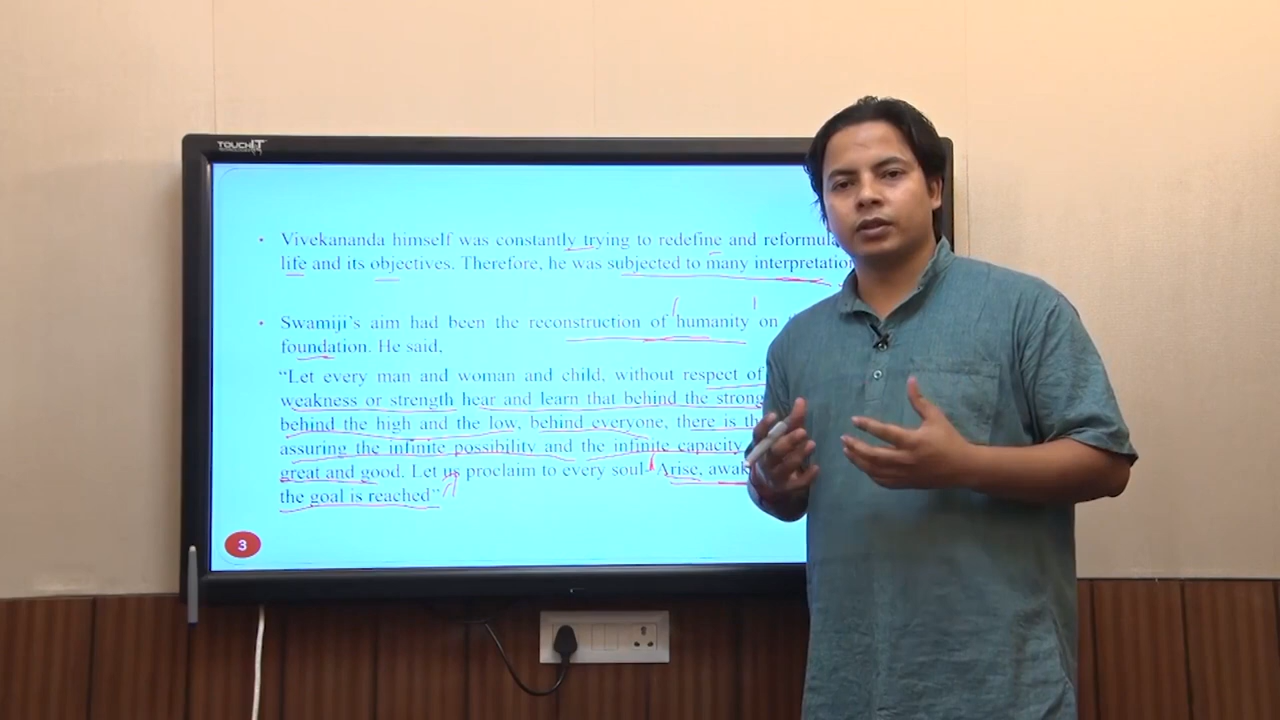 TOUCHIT
• Vivekananda himself was constantly trying to redefine and reformula
life and its objectives. Therefore, he was subjected to many interpretation
• Swamiji's aim had been the reconstruction of humanity on
foundation. He said,
“Let every man and woman and child, without respect of
weakness or strength hear and learn that behind the strong
behind the high and the low, behind everyone, there is th
assuring the infinite possibility and the infinite capacity
great and good. Let us proclaim to every soul- Arise, awak
the goal is reached”
3